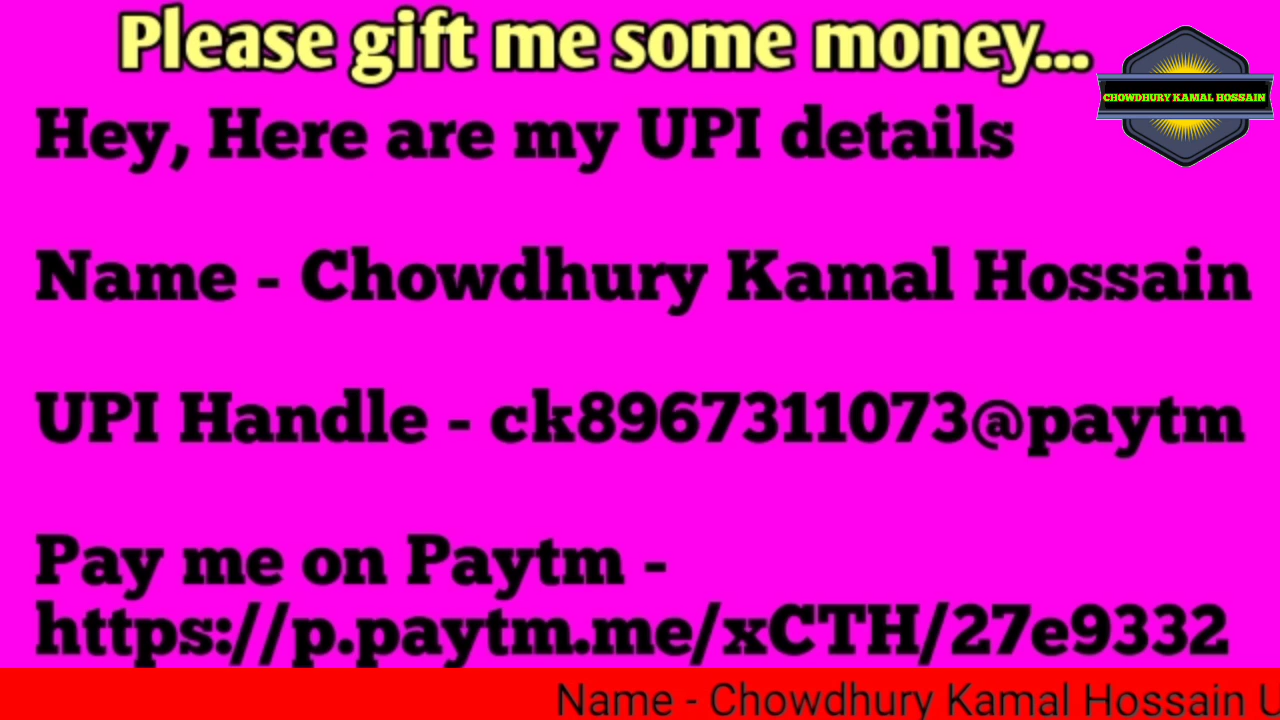 Please gift me some money...
CHOWDHURY KAMAL HOSSAIN
Hey, Here are my UPI details
Name - Chowdhury Kamal Hossain
UPI Handle - ck8967311073@paytm
Pay me on Paytm -
https://p.paytm.me/xCTH/27e9332
Name - Chowdhury Kamal Hossain U